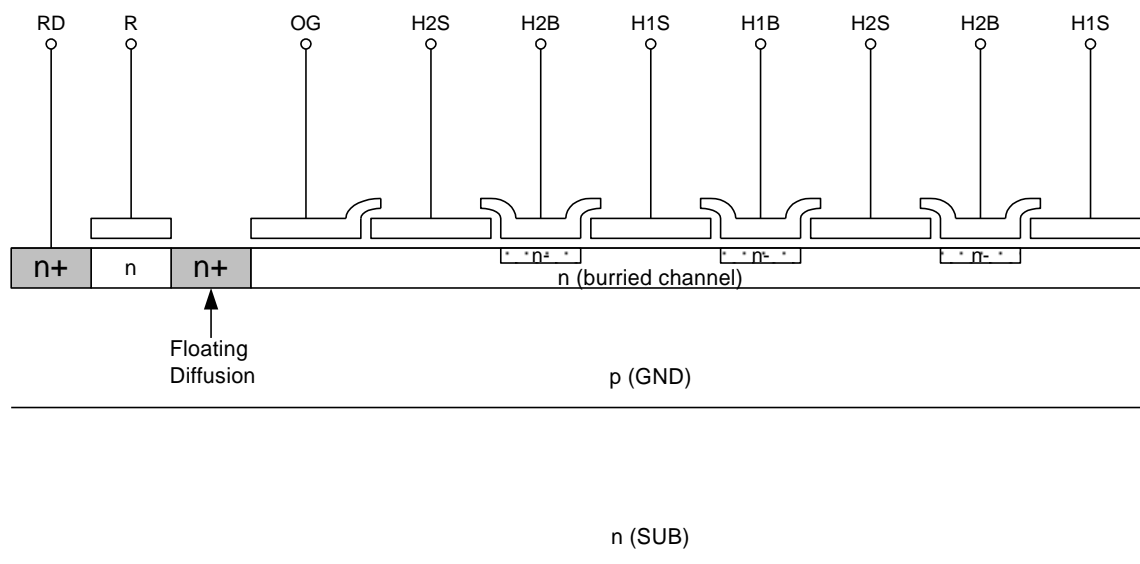 RD R OG H2S H2B H1S H1B H2S H2B H1S
n+ n n+ n- n- n-
n (burried channel)
Floating
Diffusion
p (GND)
n (SUB)